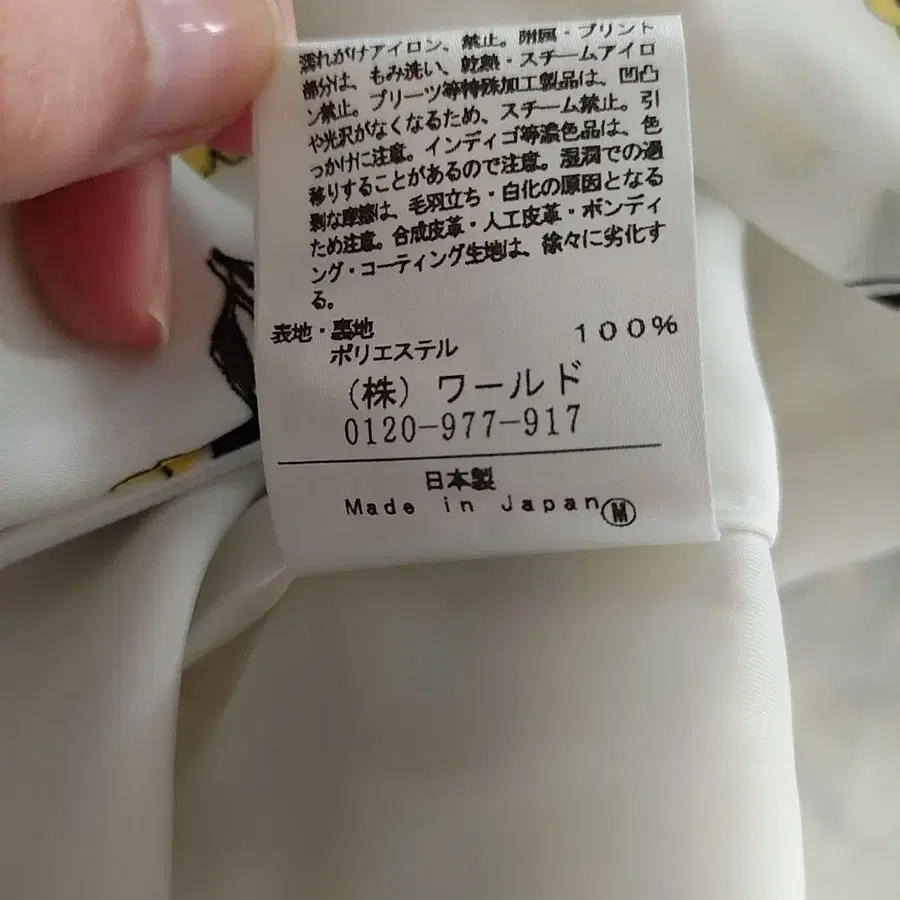 濡れがけアイロン、禁止。附属・プリント
部分は、もみ洗い、乾熱・スチームアイロ
ン禁止。プリーツ等特殊加工製品は、凹凸
や光沢がなくなるため、スチーム禁止。引
っかけに注意。インディゴ等濃色品は、色
移りすることがあるので注意。湿潤での過
剰な摩擦は、毛羽立ち・白化の原因となる
ため注意。合成皮革・人工皮革・ボンディ
ング・コーティング生地は、徐々に劣化す
る。
表地・裏地
ポリエステル 100%
(株) ワールド
0120-977-917
日本製
Made in Japan Ⓜ